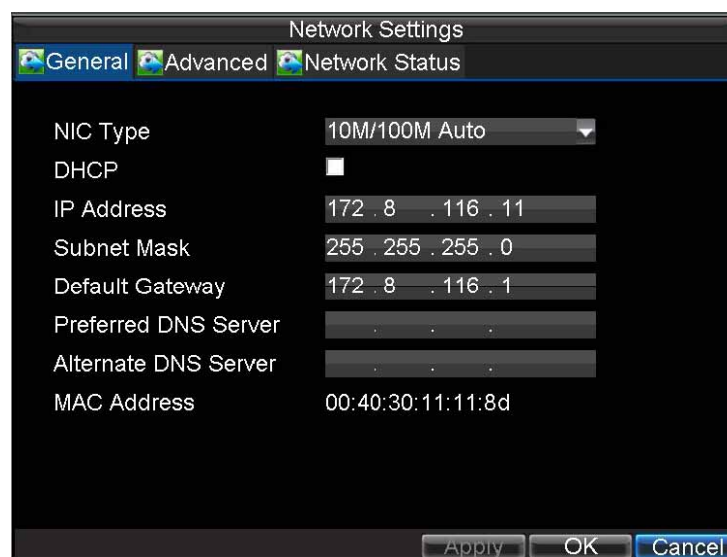 Network Settings
General Advanced Network Status
NIC Type 10M/100M Auto
DHCP
IP Address 172 . 8 . 116 . 11
Subnet Mask 255 . 255 . 255 . 0
Default Gateway 172 . 8 . 116 . 1
Preferred DNS Server . . .
Alternate DNS Server . . .
MAC Address 00:40:30:11:11:8d
Apply OK Cancel